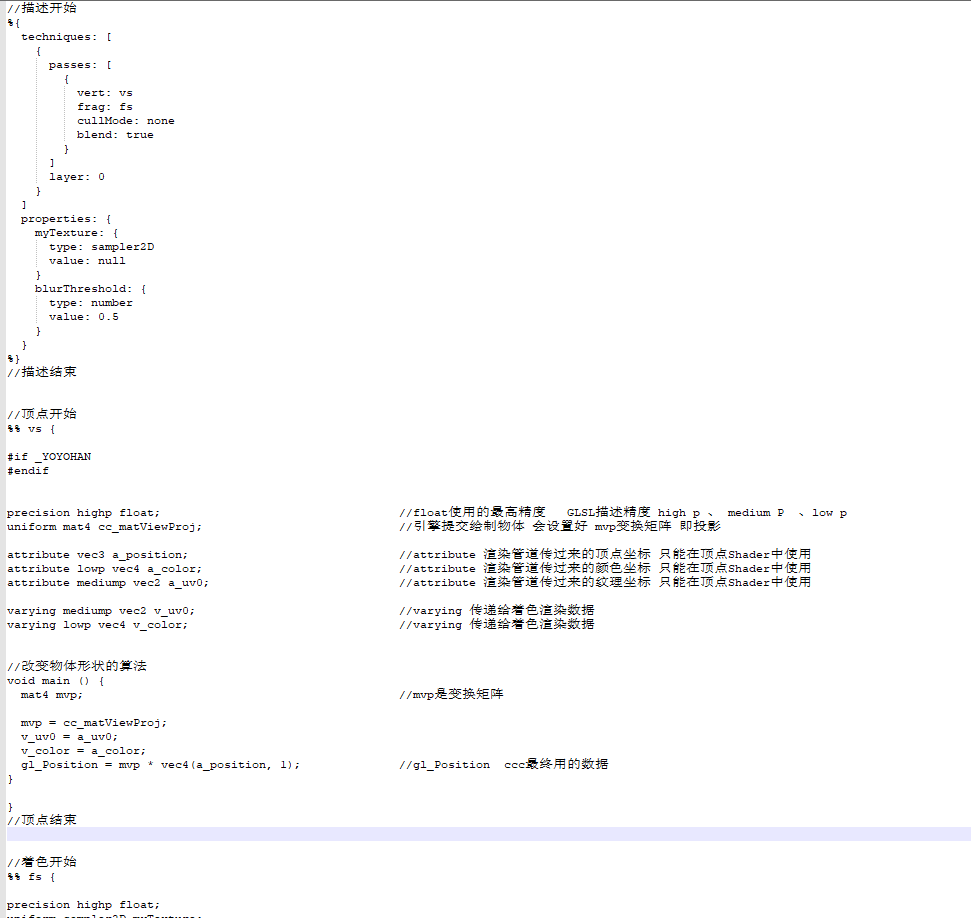 //描述开始
%{
  techniques: [
    {
      passes: [
        {
          vert: vs
          frag: fs
          cullMode: none
          blend: true
        }
      ]
      layer: 0
    }
  ]
  properties: {
    myTexture: {
      type: sampler2D
      value: null
    }
    blurThreshold: {
      type: number
      value: 0.5
    }
  }
%}
//描述结束
//顶点开始
%% vs {
#if _YOYOHAN
#endif
precision highp float; //float使用的最高精度 GLSL描述精度 high p 、 medium P 、low p
uniform mat4 cc_matViewProj; //引擎提交绘制物体 会设置好 mvp变换矩阵 即投影
attribute vec3 a_position; //attribute 渲染管道传过来的顶点坐标 只能在顶点Shader中使用
attribute lowp vec4 a_color; //attribute 渲染管道传过来的颜色坐标 只能在顶点Shader中使用
attribute mediump vec2 a_uv0; //attribute 渲染管道传过来的纹理坐标 只能在顶点Shader中使用
varying mediump vec2 v_uv0; //varying 传递给着色渲染数据
varying lowp vec4 v_color; //varying 传递给着色渲染数据
//改变物体形状的算法
void main () {
  mat4 mvp; //mvp是变换矩阵
  mvp = cc_matViewProj;
  v_uv0 = a_uv0;
  v_color = a_color;
  gl_Position = mvp * vec4(a_position, 1); //gl_Position ccc最终用的数据
}
}
//顶点结束
//着色开始
%% fs {
precision highp float;
uniform sampler2D myTexture;